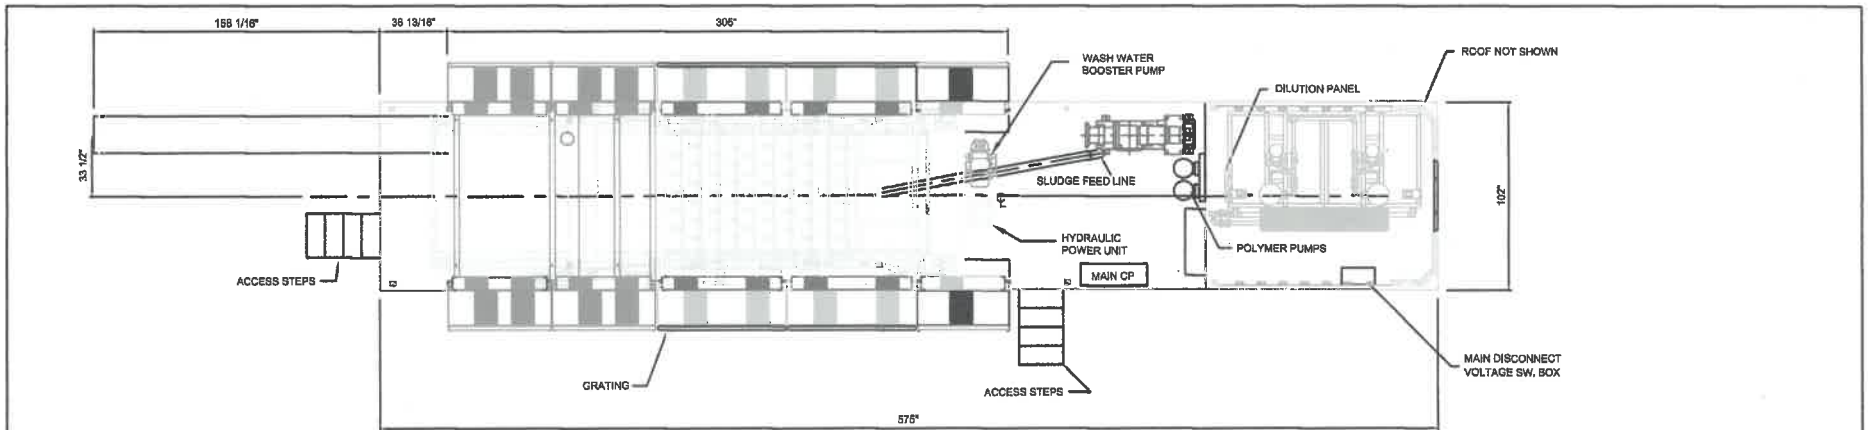 158 1/16"
36 13/16"
305"
WASH WATER
BOOSTER PUMP
ROOF NOT SHOWN
DILUTION PANEL
33 1/2"
SLUDGE FEED LINE
102"
HYDRAULIC
POWER UNIT
POLYMER PUMPS
ACCESS STEPS
MAIN CP
GRATING
ACCESS STEPS
MAIN DISCONNECT
VOLTAGE SW. BOX
575"